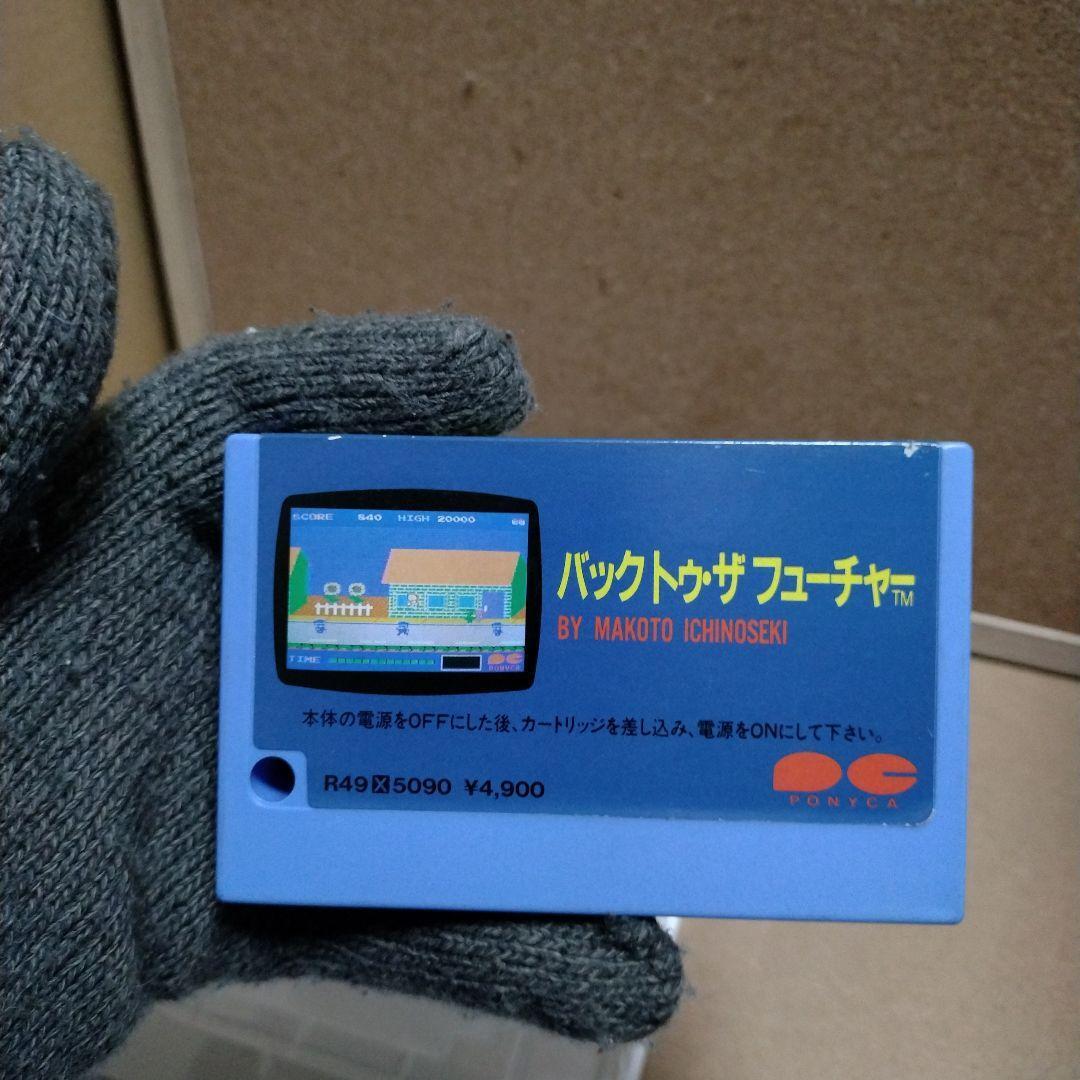 SCORE 840 HIGH 20000
TIME
PONYCA
バック トゥ・ザ フューチャー™
BY MAKOTO ICHINOSEKI
本体の電源をOFFにした後、カートリッジを差し込み、電源をONにして下さい。
R49X5090 ¥4,900
PONYCA